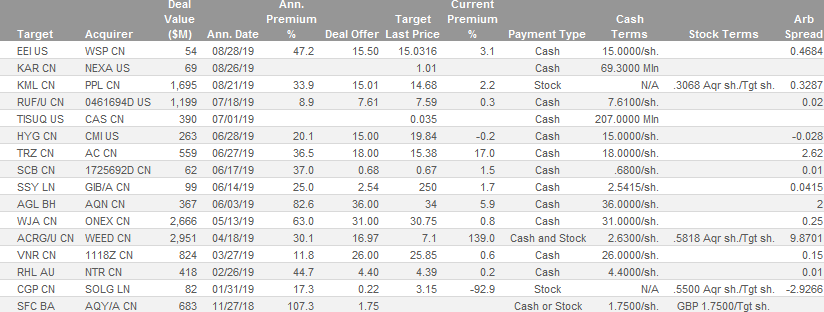 Deal Ann. Target Current
Value Premium Last Premium Cash Arb
Target Acquirer ($M) Ann. Date % Deal Offer Price % Payment Type Terms Stock Terms Spread
EEI US WSP CN 54 08/28/19 47.2 15.50 15.0316 3.1 Cash 15.0000/sh. 0.4684
KAR CN NEXA US 69 08/26/19 1.01 Cash 69.3000 Mln
KML CN PPL CN 1,695 08/21/19 33.9 15.01 14.68 2.2 Stock N/A .3068 Aqr sh./Tgt sh. 0.3287
RUF/U CN 0461694D US 1,199 07/18/19 8.9 7.61 7.59 0.3 Cash 7.6100/sh. 0.02
TISUQ US CAS CN 390 07/01/19 0.035 Cash 207.0000 Mln
HYG CN CMI US 263 06/28/19 20.1 15.00 19.84 -0.2 Cash 15.0000/sh. -0.028
TRZ CN AC CN 559 06/27/19 36.5 18.00 15.38 17.0 Cash 18.0000/sh. 2.62
SCB CN 1725692D CN 62 06/17/19 37.0 0.68 0.67 1.5 Cash .6800/sh. 0.01
SSY LN GIB/A CN 99 06/14/19 25.0 2.54 250 1.7 Cash 2.5415/sh. 0.0415
AGL BH AQN CN 367 06/03/19 82.6 36.00 34 5.9 Cash 36.0000/sh. 2
WJA CN ONEX CN 2,666 05/13/19 63.0 31.00 30.75 0.8 Cash 31.0000/sh. 0.25
ACRG/U CN WEED CN 2,951 04/18/19 30.1 16.97 7.1 139.0 Cash and Stock 2.6300/sh. .5818 Aqr sh./Tgt sh. 9.8701
VNR CN 1118Z CN 824 03/27/19 11.8 26.00 25.85 0.6 Cash 26.0000/sh. 0.15
RHL AU NTR CN 418 02/26/19 44.7 4.40 4.39 0.2 Cash 4.4000/sh. 0.01
CGP CN SOLG LN 82 01/31/19 17.3 0.22 3.15 -92.9 Stock N/A .5500 Aqr sh./Tgt sh. -2.9266
SFC BA AQY/A CN 683 11/27/18 107.3 1.75 Cash or Stock 1.7500/sh. GBP 1.7500/Tgt sh.